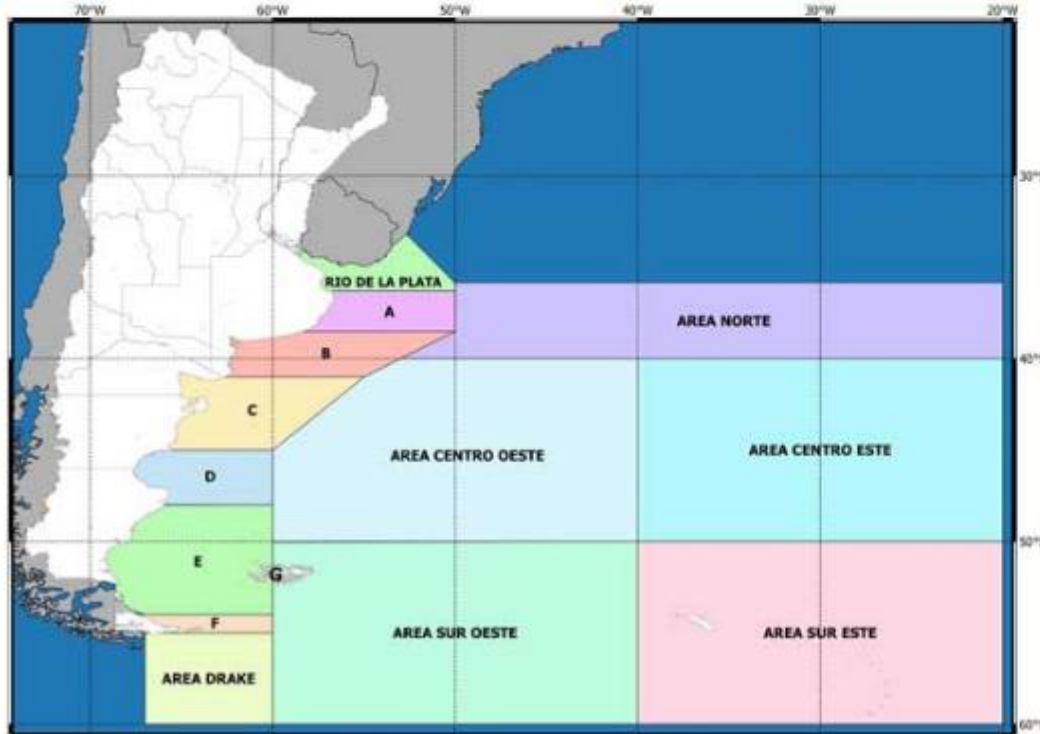 70°W 60°W 50°W 40°W 30°W 20°W
30°S
RIO DE LA PLATA
A
AREA NORTE
B
40°S
C
AREA CENTRO OESTE
AREA CENTRO ESTE
D
50°S
E
G
F
AREA SUR OESTE
AREA SUR ESTE
AREA DRAKE
60°S